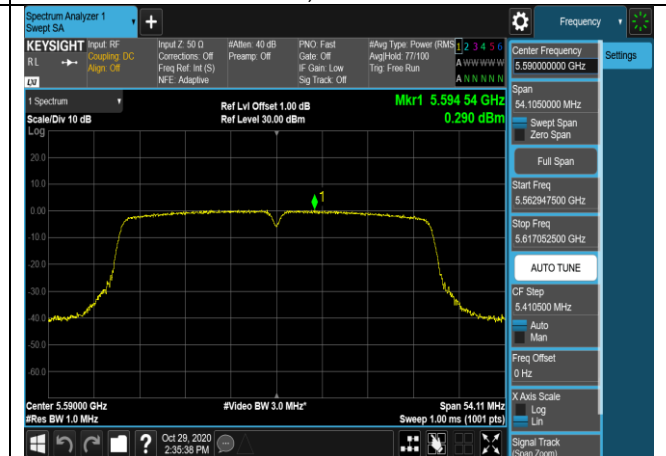 Spectrum Analyzer 1
Swept SA
+
Frequency
KEYSIGHT
RL
LXI
Input: RF
Coupling: DC
Align: Off
Input Z: 50 Ω
Corrections: Off
Freq Ref: Int (S)
NFE: Adaptive
#Atten: 40 dB
Preamp: Off
PNO: Fast
Gate: Off
IF Gain: Low
Sig Track: Off
#Avg Type: Power (RMS
Avg|Hold: 77/100
Trig: Free Run
1 2 3 4 5 6
A W W W W W
A N N N N N
1 Spectrum
Scale/Div 10 dB
Log
Ref Lvl Offset 1.00 dB
Ref Level 30.00 dBm
Mkr1 5.594 54 GHz
0.290 dBm
20.0
10.0
0.00
-10.0
-20.0
-30.0
-40.0
-50.0
-60.0
1
Center 5.59000 GHz
#Res BW 1.0 MHz
#Video BW 3.0 MHz*
Span 54.11 MHz
Sweep 1.00 ms (1001 pts)
Oct 29, 2020
2:35:38 PM
?
Center Frequency
5.590000000 GHz
Settings
Span
54.1050000 MHz
Swept Span
Zero Span
Full Span
Start Freq
5.562947500 GHz
Stop Freq
5.617052500 GHz
AUTO TUNE
CF Step
5.410500 MHz
Auto
Man
Freq Offset
0 Hz
X Axis Scale
Log
Lin
Signal Track
(Span Zoom)